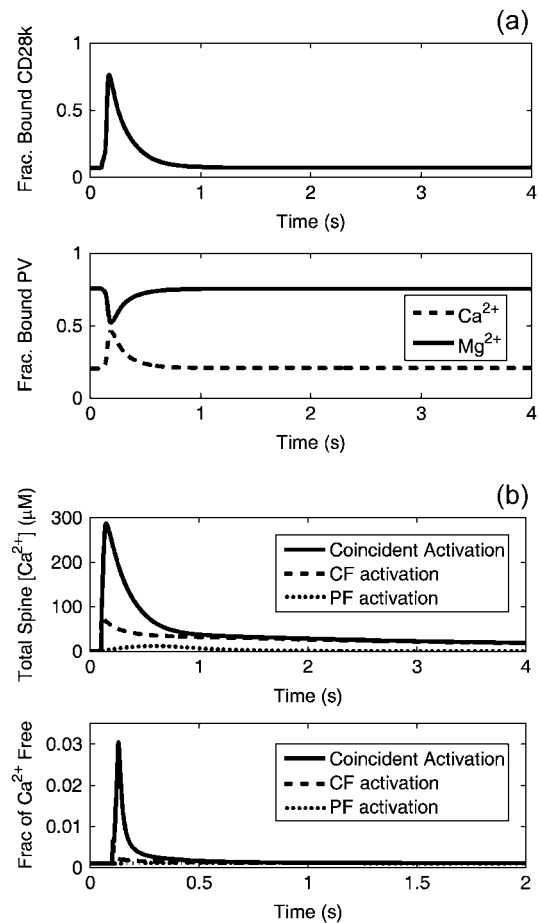 (a)
Frac. Bound CD28k
1
0.5
0
0 1 2 3 4
Time (s)
Frac. Bound PV
1
0.5
0
Ca²⁺
Mg²⁺
0 1 2 3 4
Time (s)
(b)
Total Spine [Ca²⁺] (μM)
300
200
100
0
Coincident Activation
CF activation
PF activation
0 1 2 3 4
Time (s)
Frac of Ca²⁺ Free
0.03
0.02
0.01
0
Coincident Activation
CF activation
PF activation
0 0.5 1 1.5 2
Time (s)